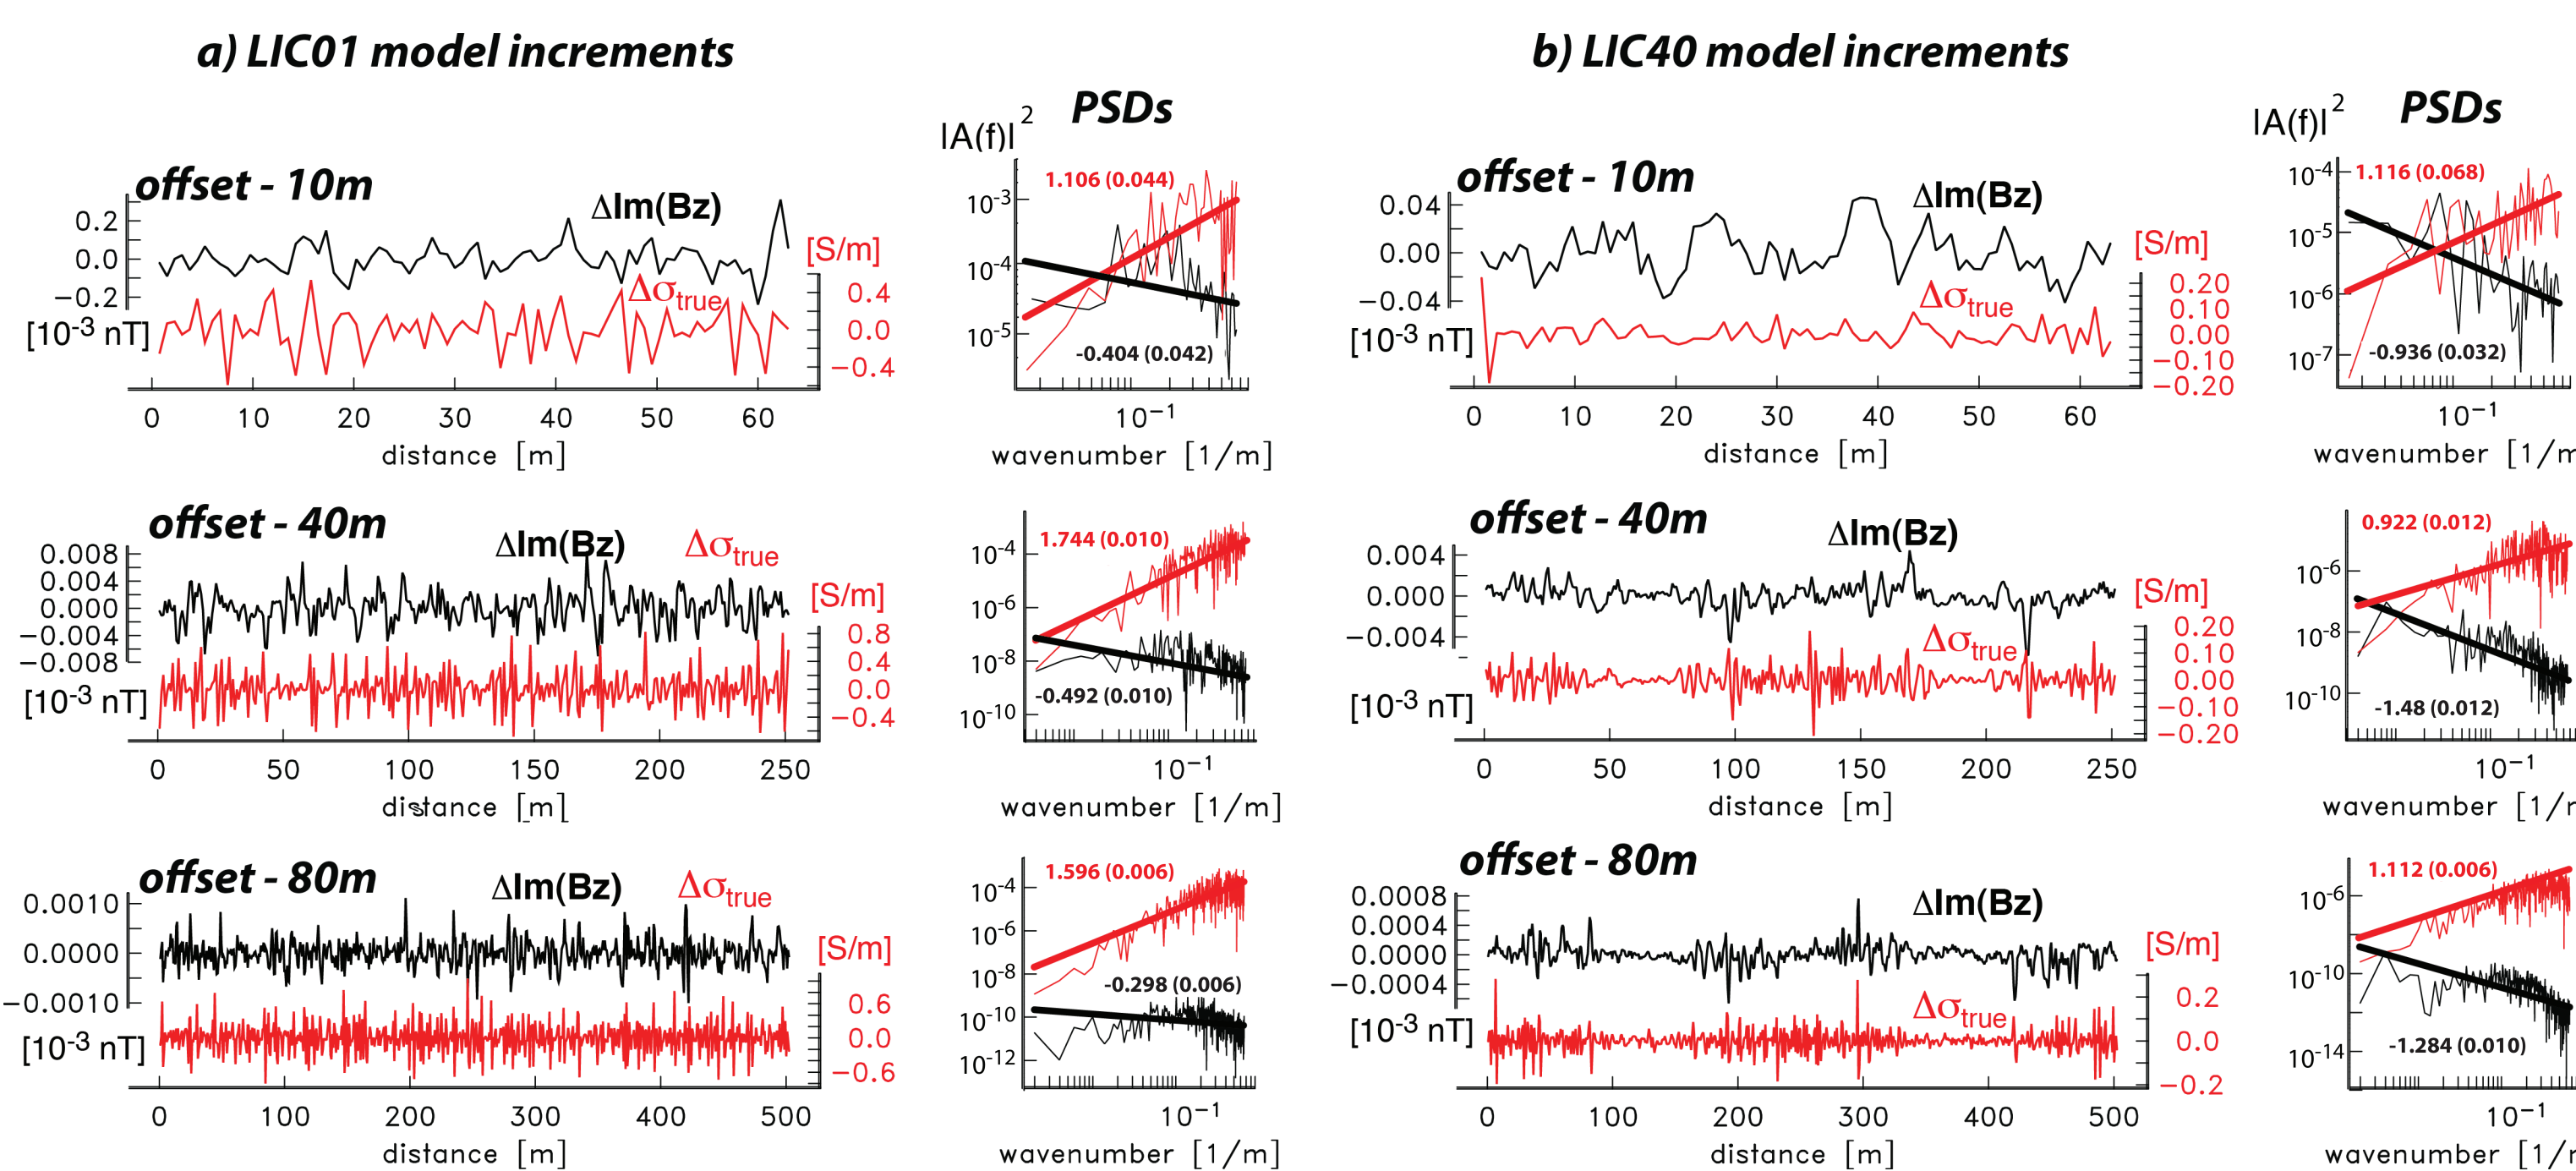 a) LIC01 model increments
PSDs
|A(f)|²
offset - 10m
ΔIm(Bz)
0.2
0.0
−0.2
[10⁻³ nT]
Δσtrue
[S/m]
0.4
0.0
−0.4
0 10 20 30 40 50 60
distance [m]
1.106 (0.044)
10⁻³
10⁻⁴
10⁻⁵
-0.404 (0.042)
10⁻¹
wavenumber [1/m]
offset - 40m
ΔIm(Bz)
Δσtrue
0.008
0.004
0.000
−0.004
−0.008
[10⁻³ nT]
[S/m]
0.8
0.4
0.0
−0.4
0 50 100 150 200 250
distance [m]
1.744 (0.010)
10⁻⁴
10⁻⁶
10⁻⁸
10⁻¹⁰
-0.492 (0.010)
10⁻¹
wavenumber [1/m]
offset - 80m
ΔIm(Bz)
Δσtrue
0.0010
0.0000
−0.0010
[10⁻³ nT]
[S/m]
0.6
0.0
−0.6
0 100 200 300 400 500
distance [m]
1.596 (0.006)
10⁻⁴
10⁻⁶
10⁻⁸
10⁻¹⁰
10⁻¹²
-0.298 (0.006)
10⁻¹
wavenumber [1/m]
b) LIC40 model increments
PSDs
|A(f)|²
offset - 10m
ΔIm(Bz)
0.04
0.00
−0.04
[10⁻³ nT]
Δσtrue
[S/m]
0.20
0.10
0.00
−0.10
−0.20
0 10 20 30 40 50 60
distance [m]
1.116 (0.068)
10⁻⁴
10⁻⁵
10⁻⁶
10⁻⁷
-0.936 (0.032)
10⁻¹
wavenumber [1/m
offset - 40m
ΔIm(Bz)
0.004
0.000
−0.004
[10⁻³ nT]
Δσtrue
[S/m]
0.20
0.10
0.00
−0.10
−0.20
0 50 100 150 200 250
distance [m]
0.922 (0.012)
10⁻⁶
10⁻⁸
10⁻¹⁰
-1.48 (0.012)
10⁻¹
wavenumber [1/
offset - 80m
ΔIm(Bz)
0.0008
0.0004
0.0000
−0.0004
[10⁻³ nT]
Δσtrue
[S/m]
0.2
0.0
−0.2
0 100 200 300 400 500
distance [m]
1.112 (0.006)
10⁻⁶
10⁻¹⁰
10⁻¹⁴
-1.284 (0.010)
10⁻¹
wavenumber [1/